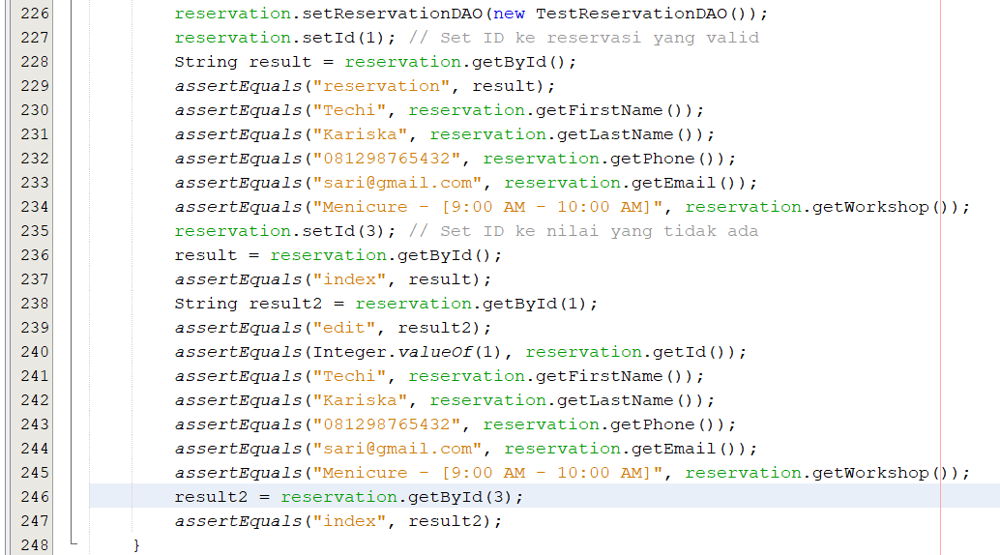 226 reservation.setReservationDAO(new TestReservationDAO());
227 reservation.setId(1); // Set ID ke reservasi yang valid
228 String result = reservation.getById();
229 assertEquals("reservation", result);
230 assertEquals("Techi", reservation.getFirstName());
231 assertEquals("Kariska", reservation.getLastName());
232 assertEquals("081298765432", reservation.getPhone());
233 assertEquals("sari@gmail.com", reservation.getEmail());
234 assertEquals("Menicure - [9:00 AM - 10:00 AM]", reservation.getWorkshop());
235 reservation.setId(3); // Set ID ke nilai yang tidak ada
236 result = reservation.getById();
237 assertEquals("index", result);
238 String result2 = reservation.getById(1);
239 assertEquals("edit", result2);
240 assertEquals(Integer.valueOf(1), reservation.getId());
241 assertEquals("Techi", reservation.getFirstName());
242 assertEquals("Kariska", reservation.getLastName());
243 assertEquals("081298765432", reservation.getPhone());
244 assertEquals("sari@gmail.com", reservation.getEmail());
245 assertEquals("Menicure - [9:00 AM - 10:00 AM]", reservation.getWorkshop());
246 result2 = reservation.getById(3);
247 assertEquals("index", result2);
248 }